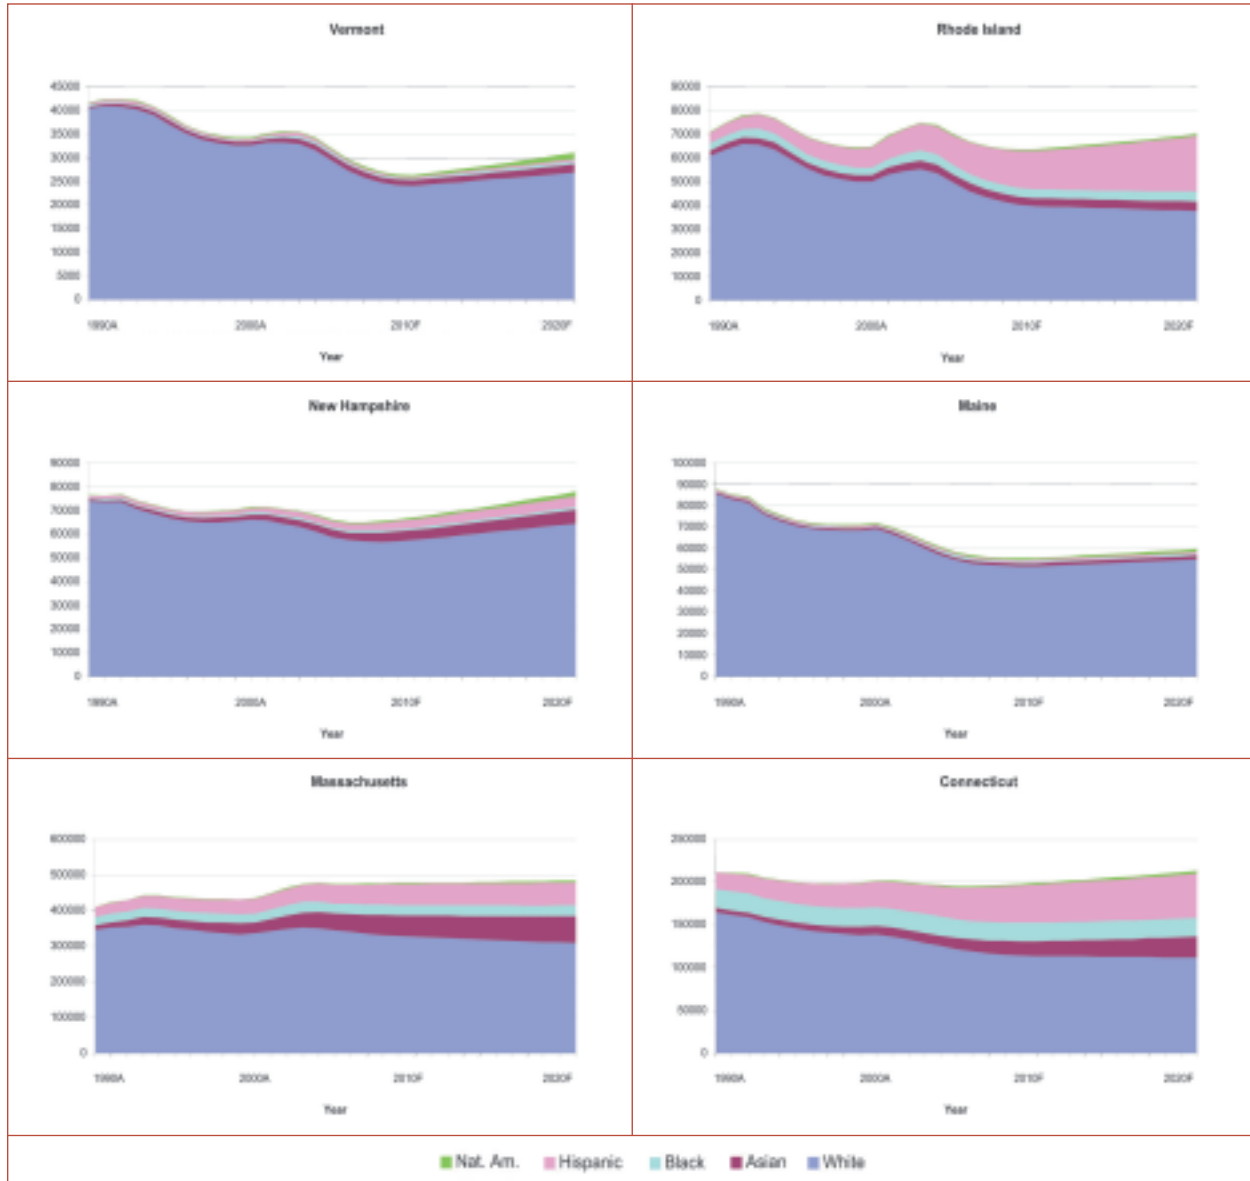 Vermont
45000
40000
35000
30000
25000
20000
15000
10000
5000
0
1990A 2000A 2010F 2020F
Year
Rhode Island
90000
80000
70000
60000
50000
40000
30000
20000
10000
0
1990A 2000A 2010F 2020F
Year
New Hampshire
90000
80000
70000
60000
50000
40000
30000
20000
10000
0
1990A 2000A 2010F 2020F
Year
Maine
100000
90000
80000
70000
60000
50000
40000
30000
20000
10000
0
1990A 2000A 2010F 2020F
Year
Massachusetts
600000
500000
400000
300000
200000
100000
0
1990A 2000A 2010F 2020F
Year
Connecticut
250000
200000
150000
100000
50000
0
1990A 2000A 2010F 2020F
Year
Nat. Am. Hispanic Black Asian White